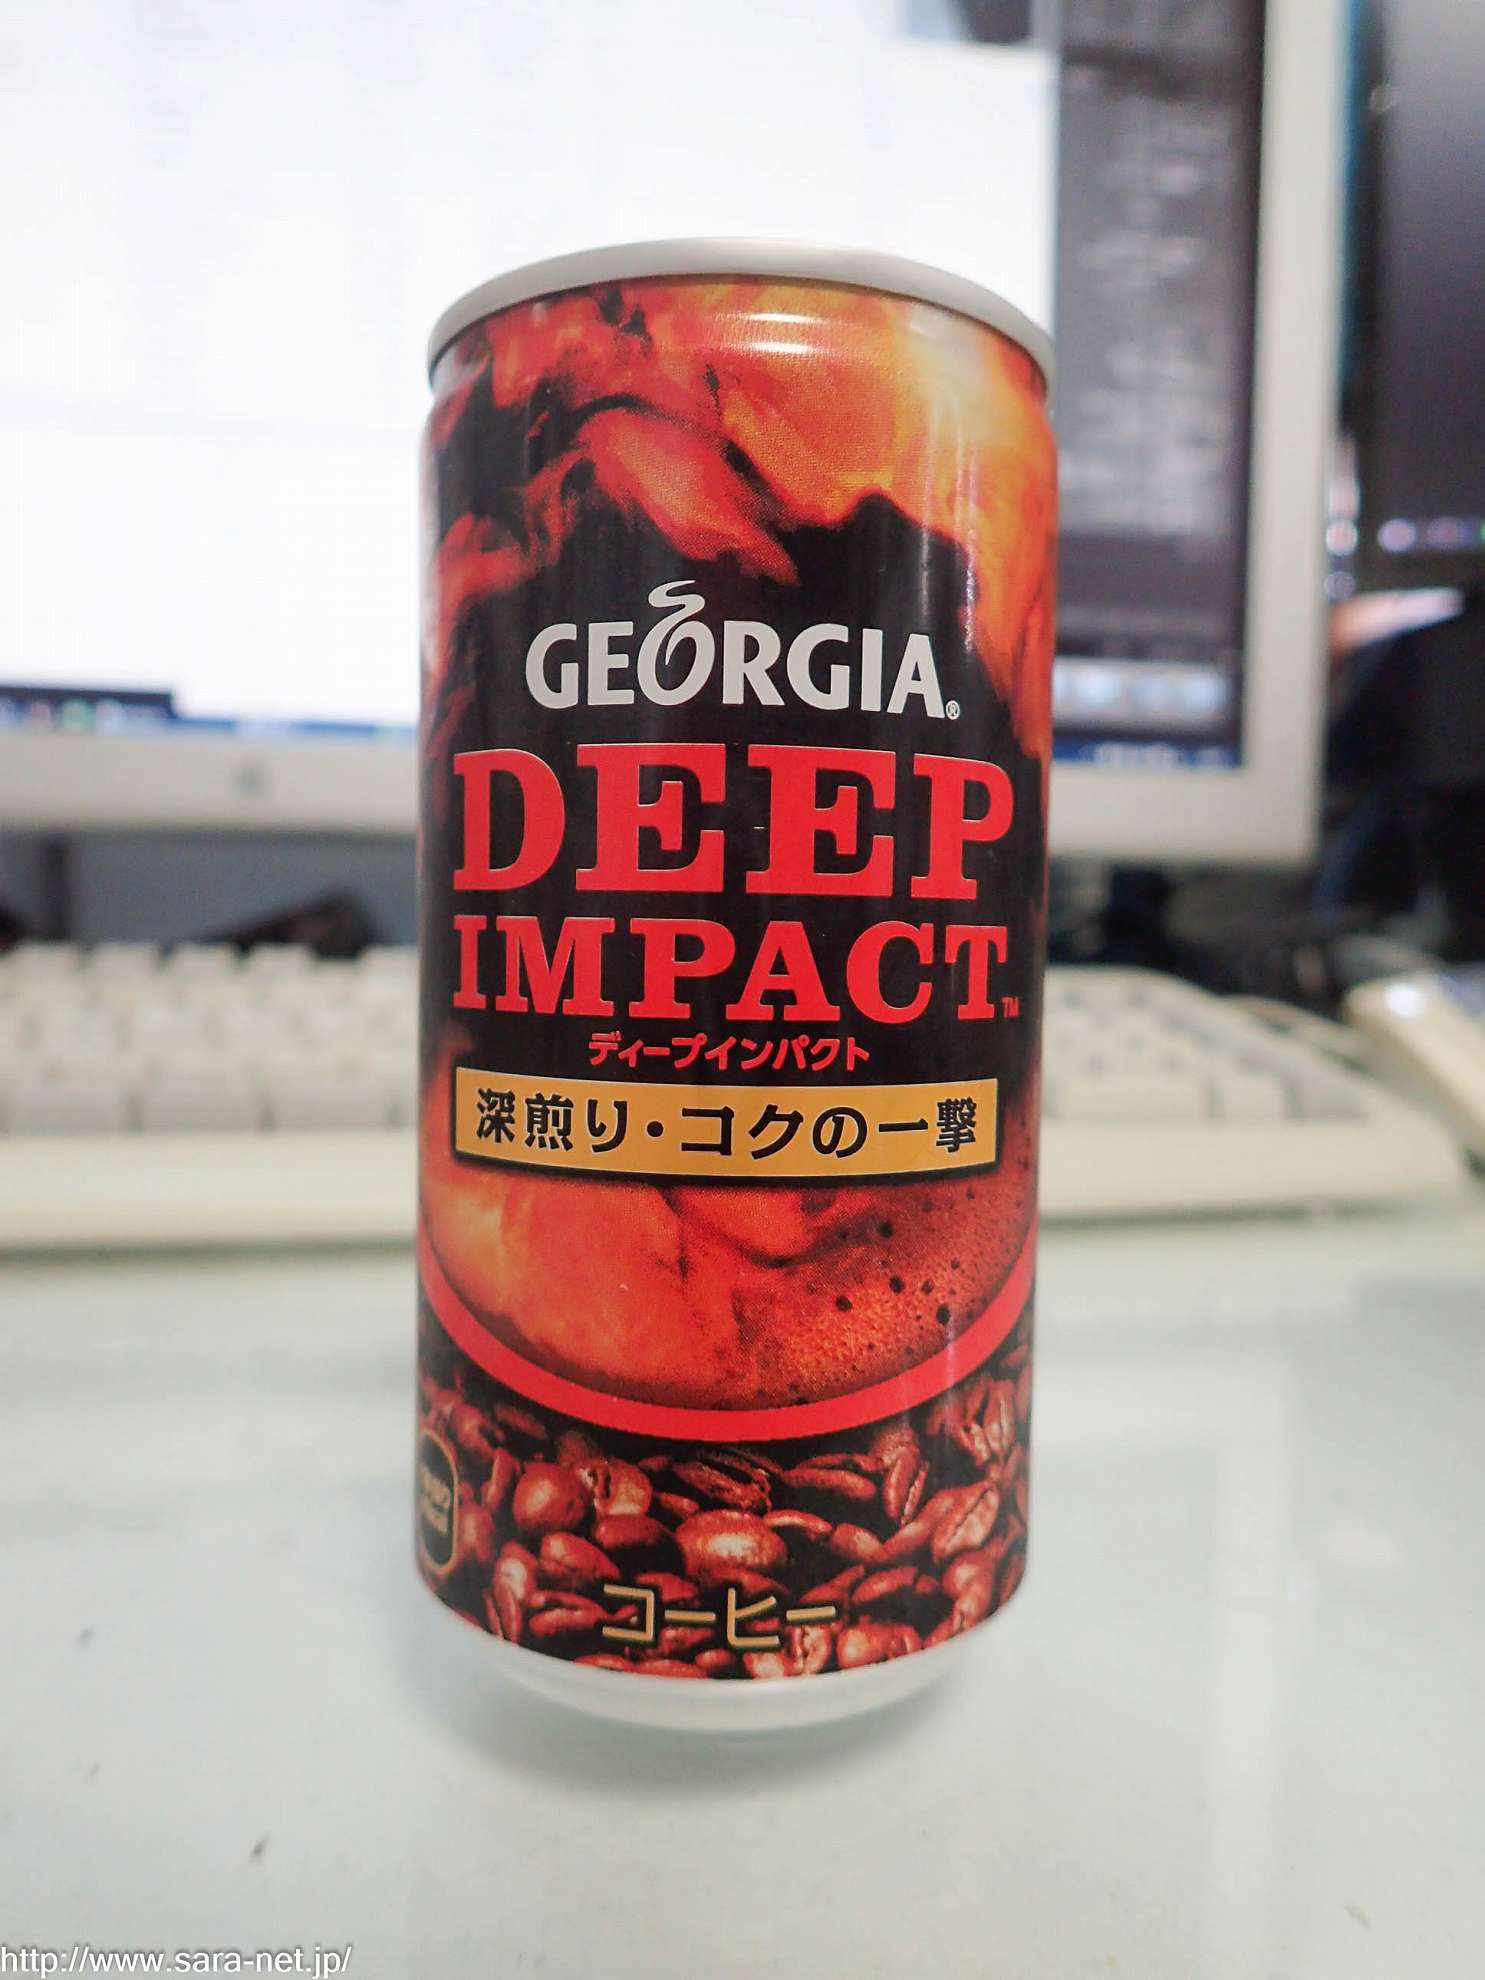 GEORGIA®
DEEP
IMPACT™
ディープインパクト
深煎り・コクの一撃
コーヒー
http://www.sara-net.jp/